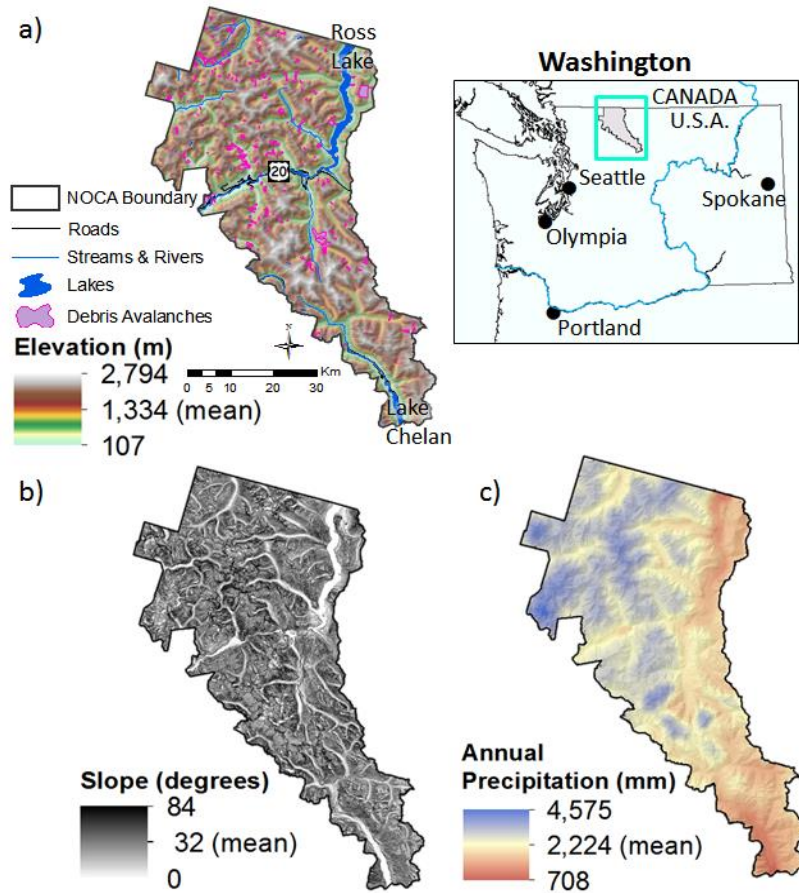 a)
Ross
Lake
20
NOCA Boundary
Roads
Streams & Rivers
Lakes
Debris Avalanches
Elevation (m)
2,794
1,334 (mean)
107
N
Km
0 5 10 20 30
Lake
Chelan
Washington
CANADA
U.S.A.
Seattle
Spokane
Olympia
Portland
b)
Slope (degrees)
84
32 (mean)
0
c)
Annual
Precipitation (mm)
4,575
2,224 (mean)
708